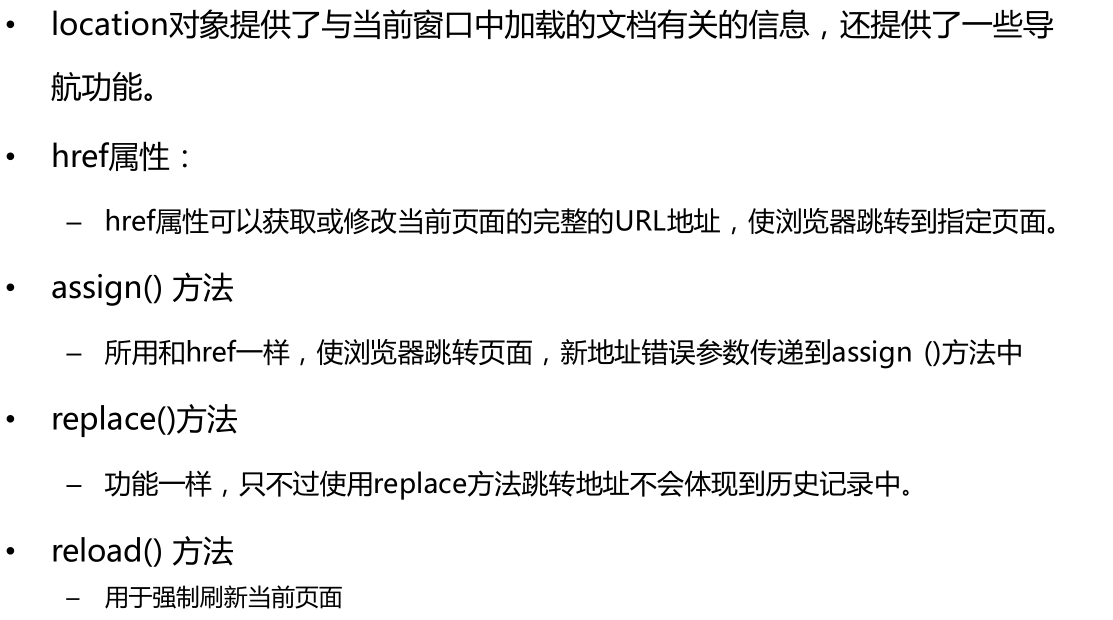 • location对象提供了与当前窗口中加载的文档有关的信息，还提供了一些导
航功能。
• href属性：
– href属性可以获取或修改当前页面的完整的URL地址，使浏览器跳转到指定页面。
• assign() 方法
– 所用和href一样，使浏览器跳转页面，新地址错误参数传递到assign ()方法中
• replace()方法
– 功能一样，只不过使用replace方法跳转地址不会体现到历史记录中。
• reload() 方法
– 用于强制刷新当前页面